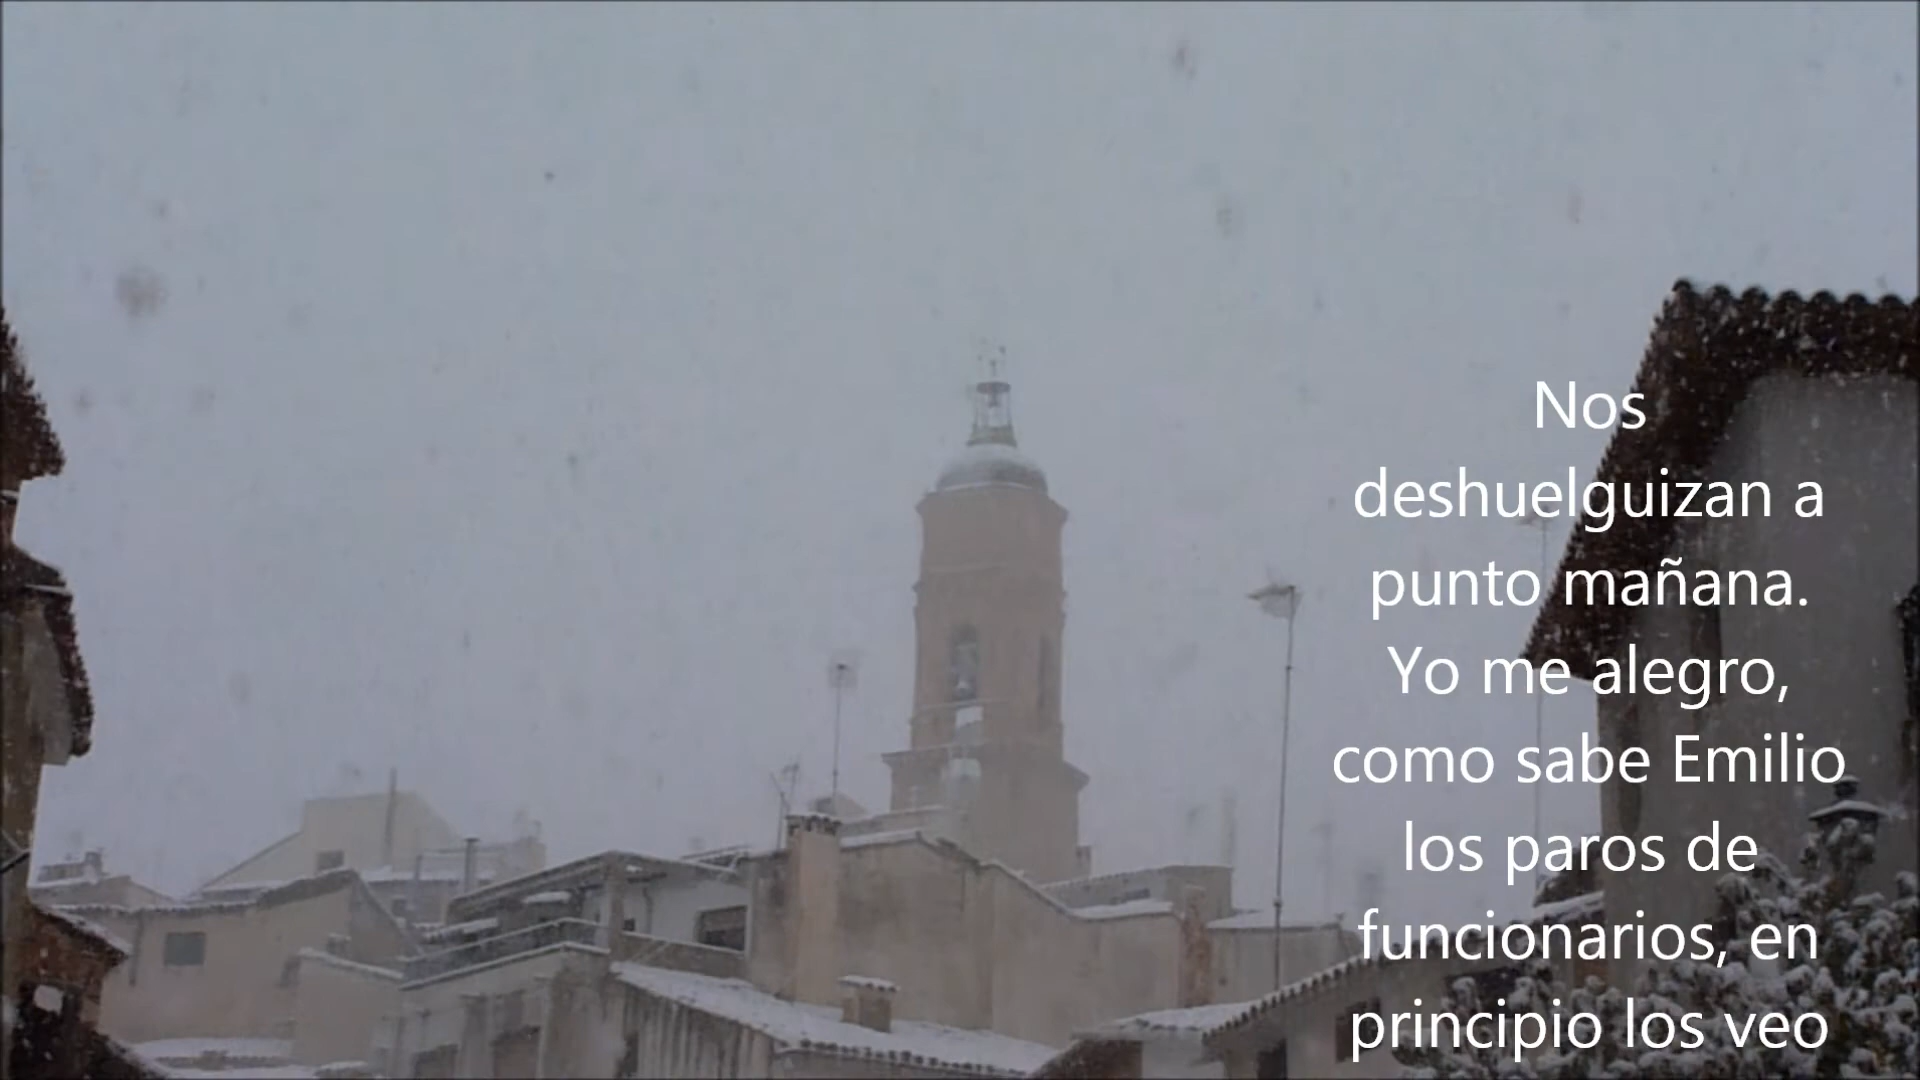 Nos
deshuelguizan a
punto mañana.
Yo me alegro,
como sabe Emilio
los paros de
funcionarios, en
principio los veo